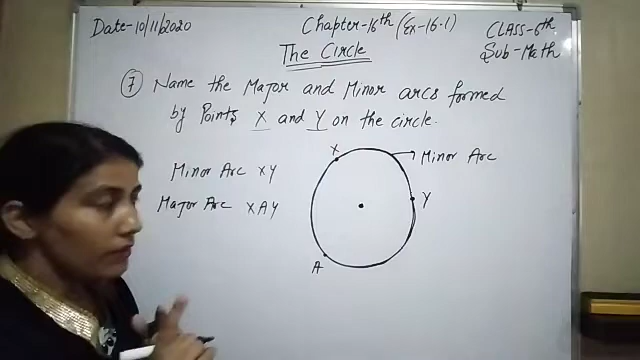 Date-10/11/2020
Chapter-16th (Ex-16.1)
CLASS-6th
Sub-Math
The Circle
7 Name the Major and Minor arcs formed
by Points X and Y on the circle.
Minor Arc XY
Major Arc XAY
X
Minor Arc
Y
A